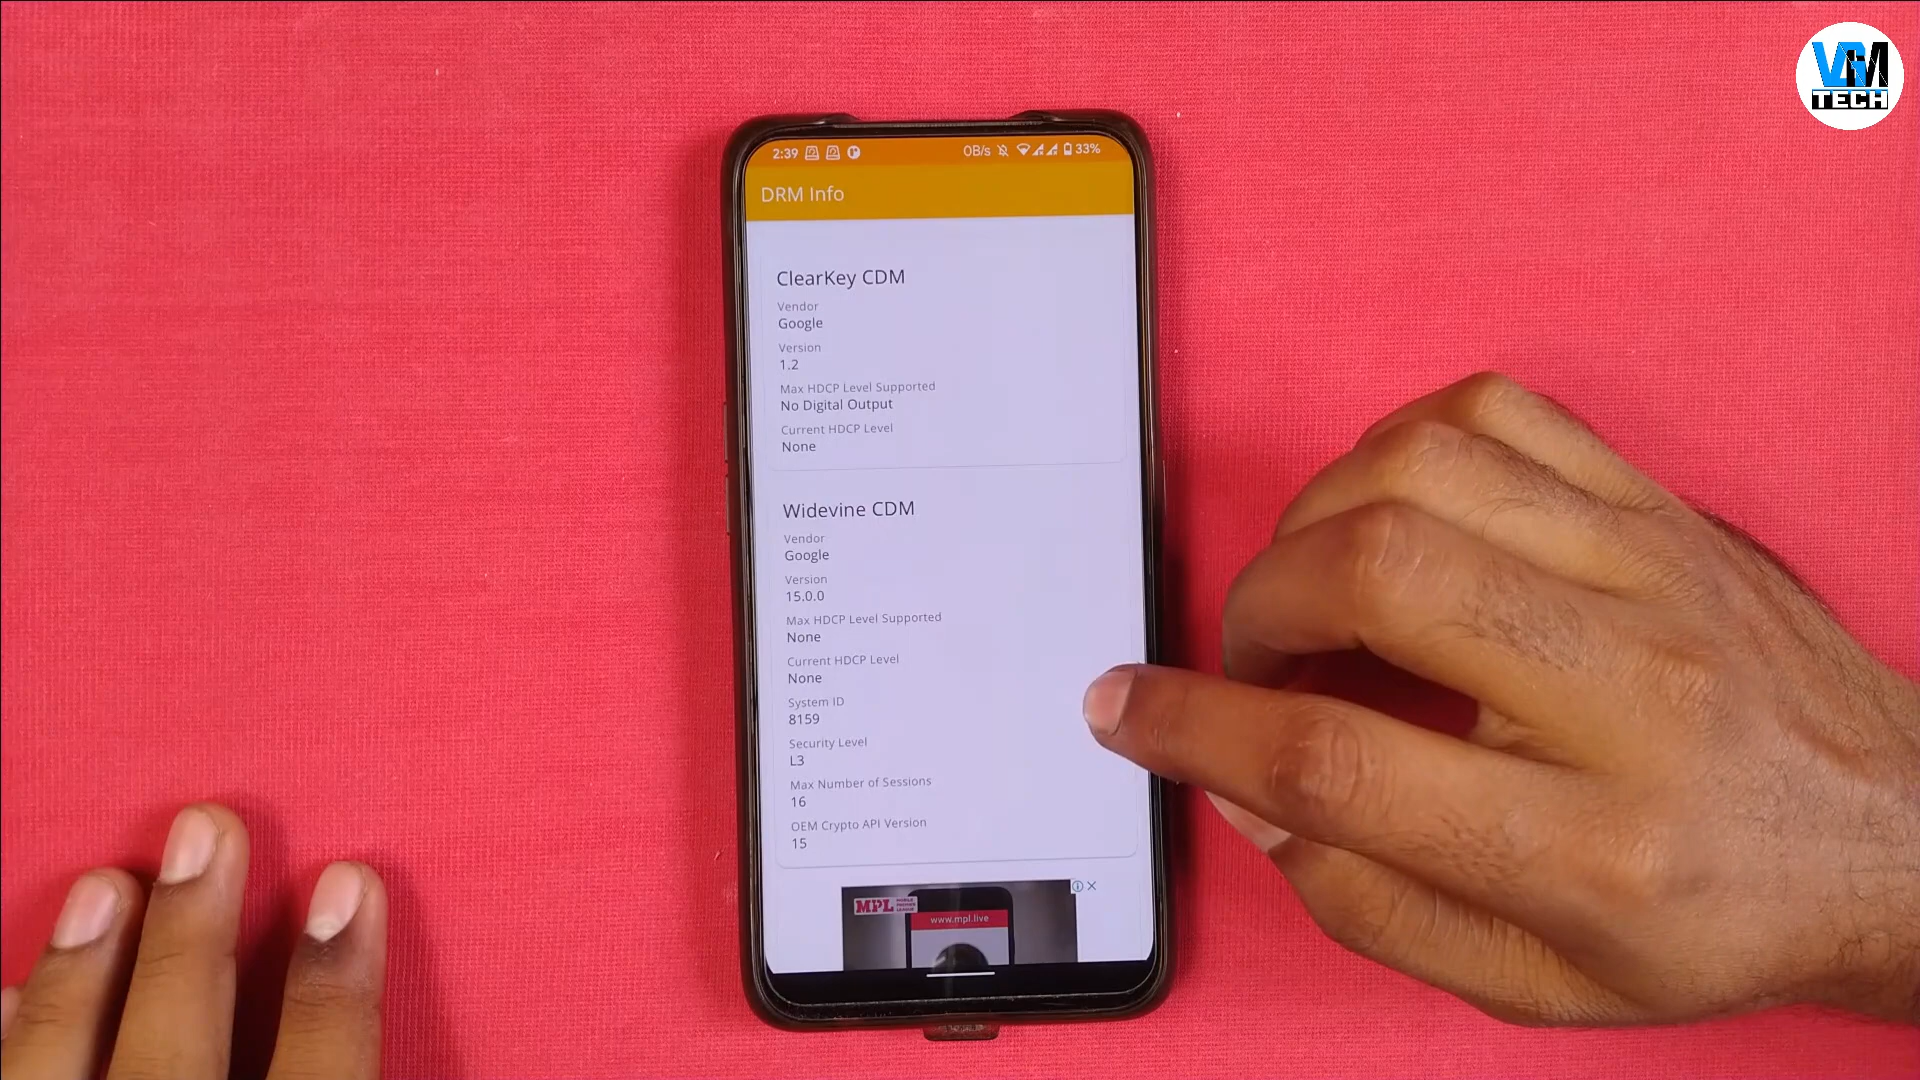 VGM
TECH
2:39
0B/s
33%
DRM Info
ClearKey CDM
Vendor
Google
Version
1.2
Max HDCP Level Supported
No Digital Output
Current HDCP Level
None
Widevine CDM
Vendor
Google
Version
15.0.0
Max HDCP Level Supported
None
Current HDCP Level
None
System ID
8159
Security Level
L3
Max Number of Sessions
16
OEM Crypto API Version
15
MPL
www.mpl.live